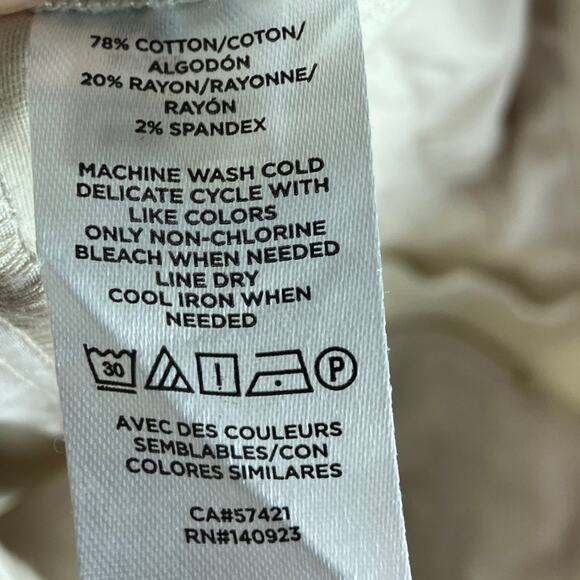 78% COTTON/COTON/
ALGODÓN
20% RAYON/RAYONNE/
RAYÓN
2% SPANDEX
MACHINE WASH COLD
DELICATE CYCLE WITH
LIKE COLORS
ONLY NON-CHLORINE
BLEACH WHEN NEEDED
LINE DRY
COOL IRON WHEN
NEEDED
30 P
AVEC DES COULEURS
SEMBLABLES/CON
COLORES SIMILARES
CA#57421
RN#140923